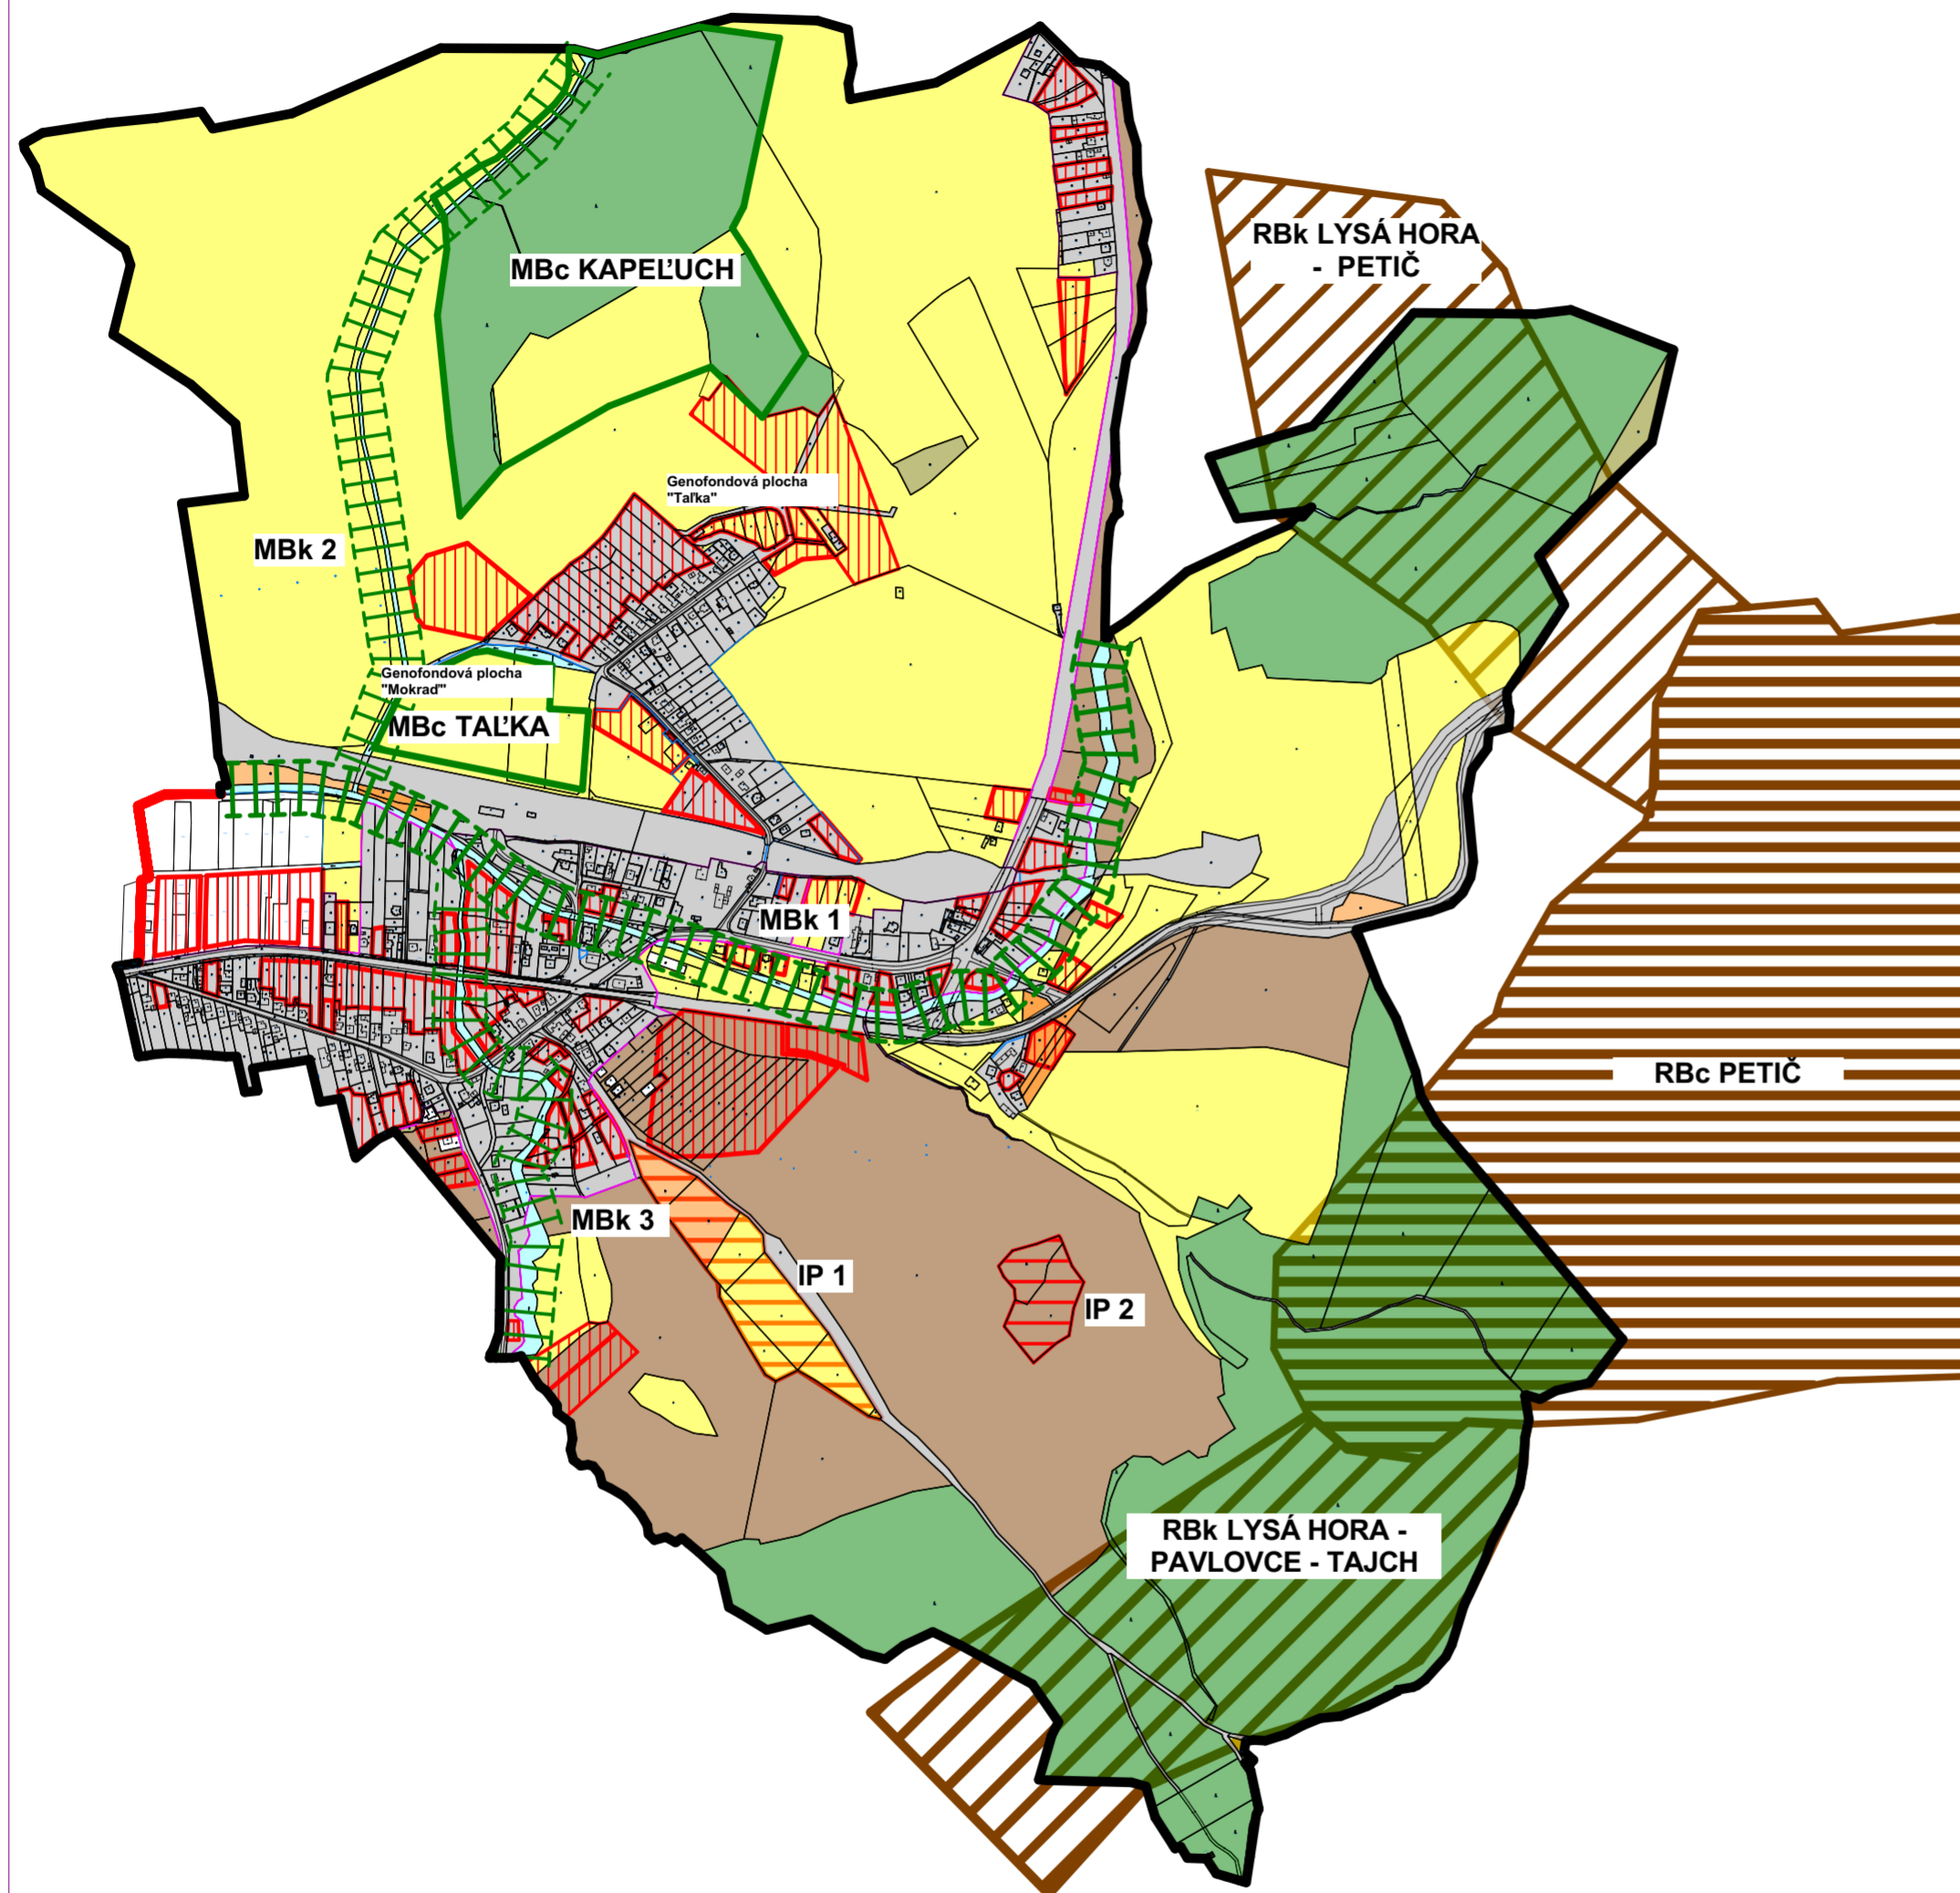 RBk LYSÁ HORA
- PETIČ
MBc KAPEĽUCH
Genofondová plocha
"Taľka"
MBk 2
Genofondová plocha
"Mokraď"
MBc TAĽKA
MBk 1
RBc PETIČ
MBk 3
IP 1
IP 2
RBk LYSÁ HORA -
PAVLOVCE - TAJCH